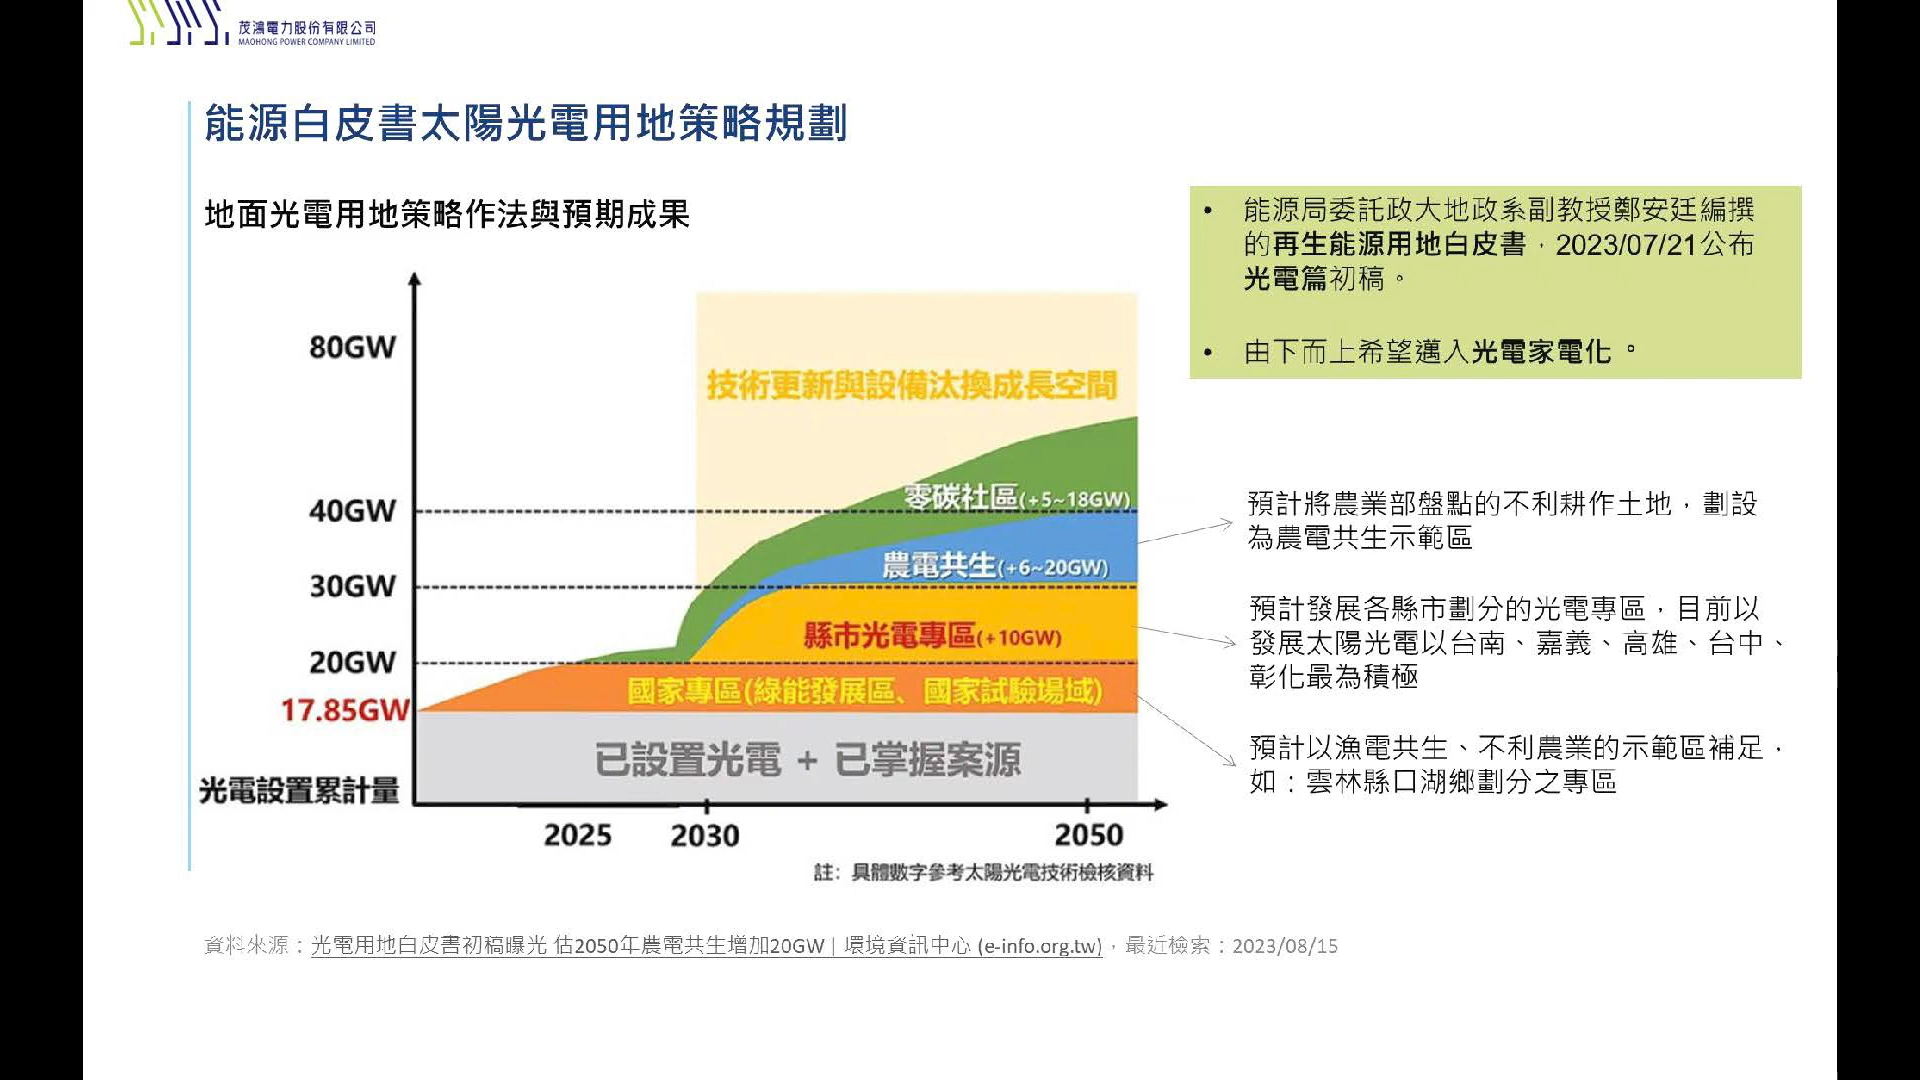 茂鴻電力股份有限公司
MAOHONG POWER COMPANY LIMITED
能源白皮書太陽光電用地策略規劃
地面光電用地策略作法與預期成果
80GW
40GW
30GW
20GW
17.85GW
光電設置累計量
技術更新與設備汰換成長空間
零碳社區(+5~18GW)
農電共生(+6~20GW)
縣市光電專區(+10GW)
國家專區(綠能發展區、國家試驗場域)
已設置光電 + 已掌握案源
2025
2030
2050
註：具體數字參考太陽光電技術檢核資料
• 能源局委託政大地政系副教授鄭安廷編撰
的再生能源用地白皮書，2023/07/21公布
光電篇初稿。
• 由下而上希望邁入光電家電化 。
預計將農業部盤點的不利耕作土地，劃設
為農電共生示範區
預計發展各縣市劃分的光電專區，目前以
發展太陽光電以台南、嘉義、高雄、台中、
彰化最為積極
預計以漁電共生、不利農業的示範區補足，
如：雲林縣口湖鄉劃分之專區
資料來源：光電用地白皮書初稿曝光 估2050年農電共生增加20GW | 環境資訊中心 (e-info.org.tw)，最近檢索：2023/08/15